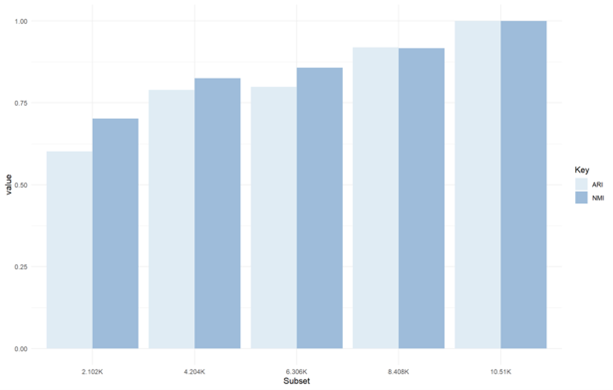 1.00
0.75
0.50
0.25
0.00
value
2.102K
4.204K
6.306K
8.408K
10.51K
Subset
Key
ARI
NMI